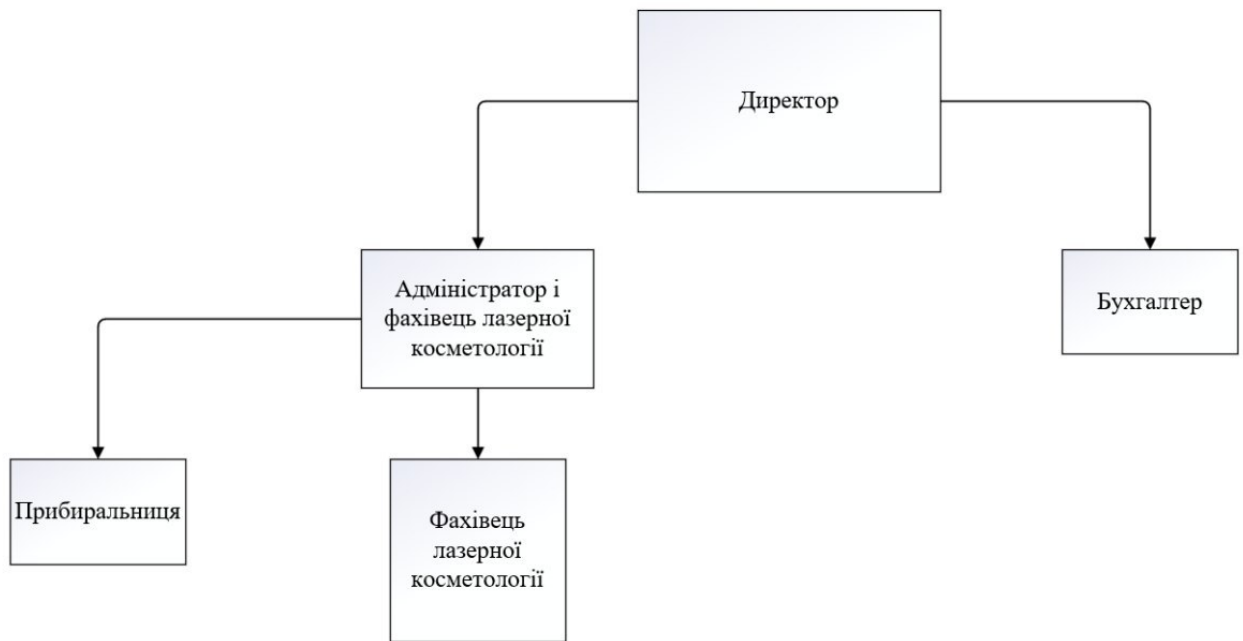 Директор
Адміністратор і
фахівець лазерної
косметології
Бухгалтер
Прибиральниця
Фахівець
лазерної
косметології